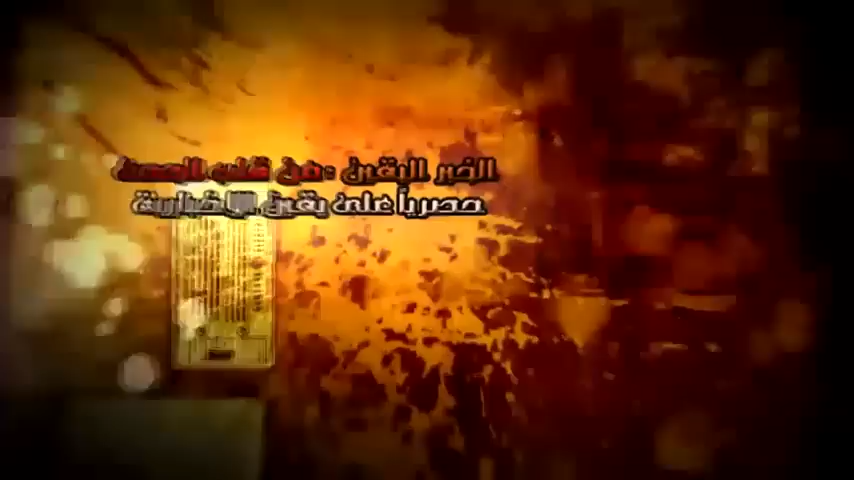 الخبر اليقين : من قلب الحدث
حصرياً على يقين الإخبارية